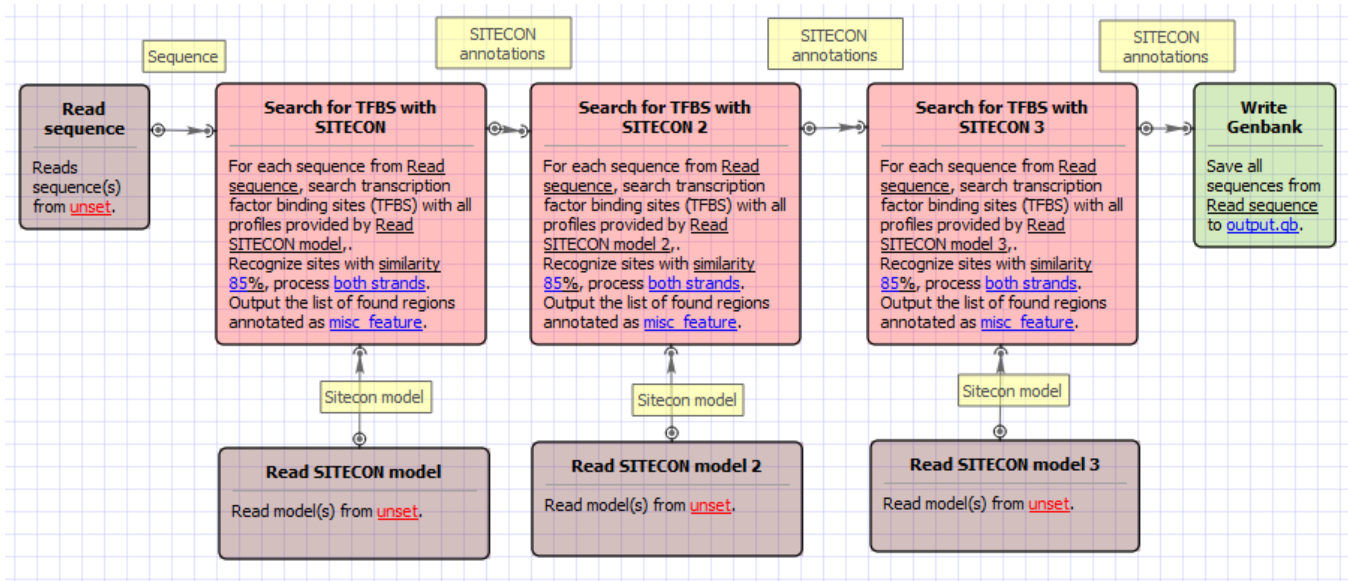 Sequence
SITECON
annotations
SITECON
annotations
SITECON
annotations
Read
sequence
Reads
sequence(s)
from unset.
Search for TFBS with
SITECON
For each sequence from Read
sequence, search transcription
factor binding sites (TFBS) with all
profiles provided by Read
SITECON model,.
Recognize sites with similarity
85%, process both strands.
Output the list of found regions
annotated as misc_feature.
Search for TFBS with
SITECON 2
For each sequence from Read
sequence, search transcription
factor binding sites (TFBS) with all
profiles provided by Read
SITECON model 2,.
Recognize sites with similarity
85%, process both strands.
Output the list of found regions
annotated as misc_feature.
Search for TFBS with
SITECON 3
For each sequence from Read
sequence, search transcription
factor binding sites (TFBS) with all
profiles provided by Read
SITECON model 3,.
Recognize sites with similarity
85%, process both strands.
Output the list of found regions
annotated as misc_feature.
Write
Genbank
Save all
sequences from
Read sequence
to output.gb.
Sitecon model
Sitecon model
Sitecon model
Read SITECON model
Read model(s) from unset.
Read SITECON model 2
Read model(s) from unset.
Read SITECON model 3
Read model(s) from unset.